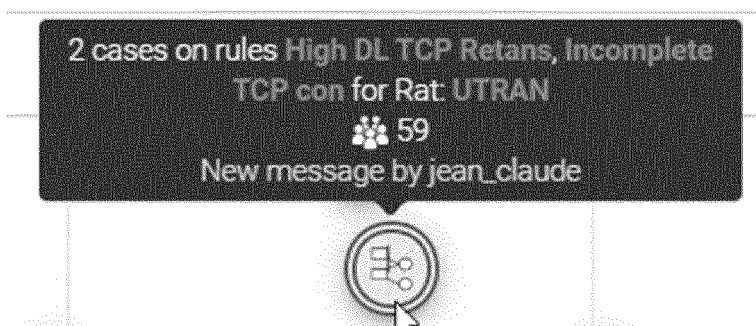 2 cases on rules High DL TCP Retans, Incomplete
TCP con for Rat: UTRAN
59
New message by jean_claude